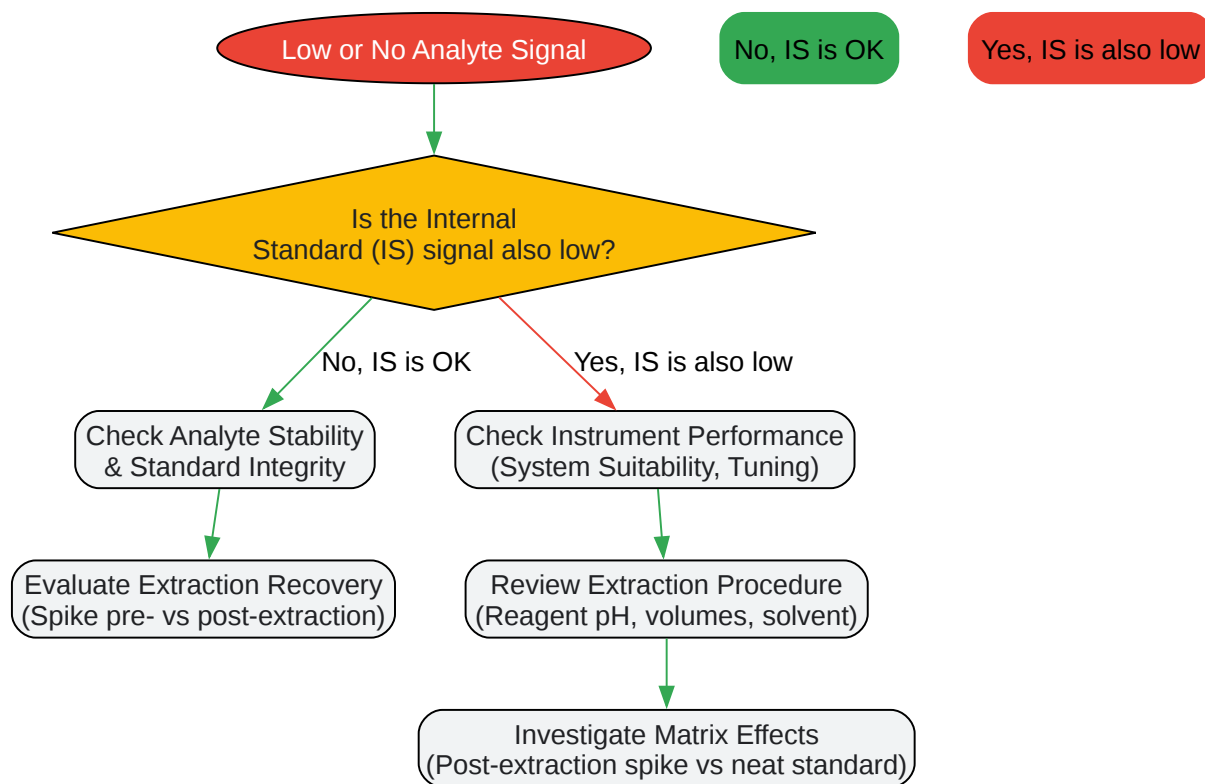 Low or No Analyte Signal
No, IS is OK
Yes, IS is also low
Is the Internal
Standard (IS) signal also low?
No, IS is OK
Yes, IS is also low
Check Analyte Stability
& Standard Integrity
Check Instrument Performance
(System Suitability, Tuning)
Evaluate Extraction Recovery
(Spike pre- vs post-extraction)
Review Extraction Procedure
(Reagent pH, volumes, solvent)
Investigate Matrix Effects
(Post-extraction spike vs neat standard)